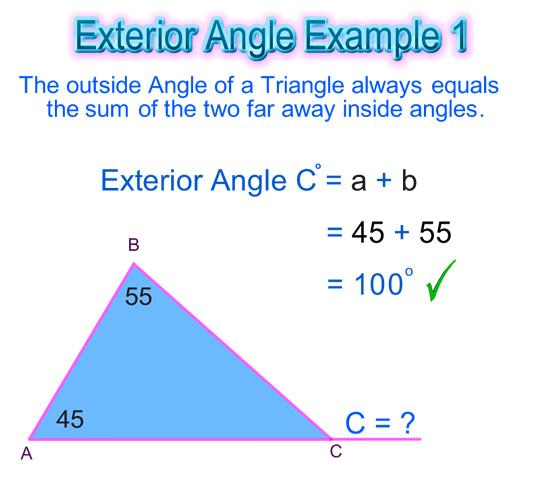 Exterior Angle Example 1
The outside Angle of a Triangle always equals
the sum of the two far away inside angles.
Exterior Angle C° = a + b
= 45 + 55
= 100° ✓
B
55
45
C = ?
A
C